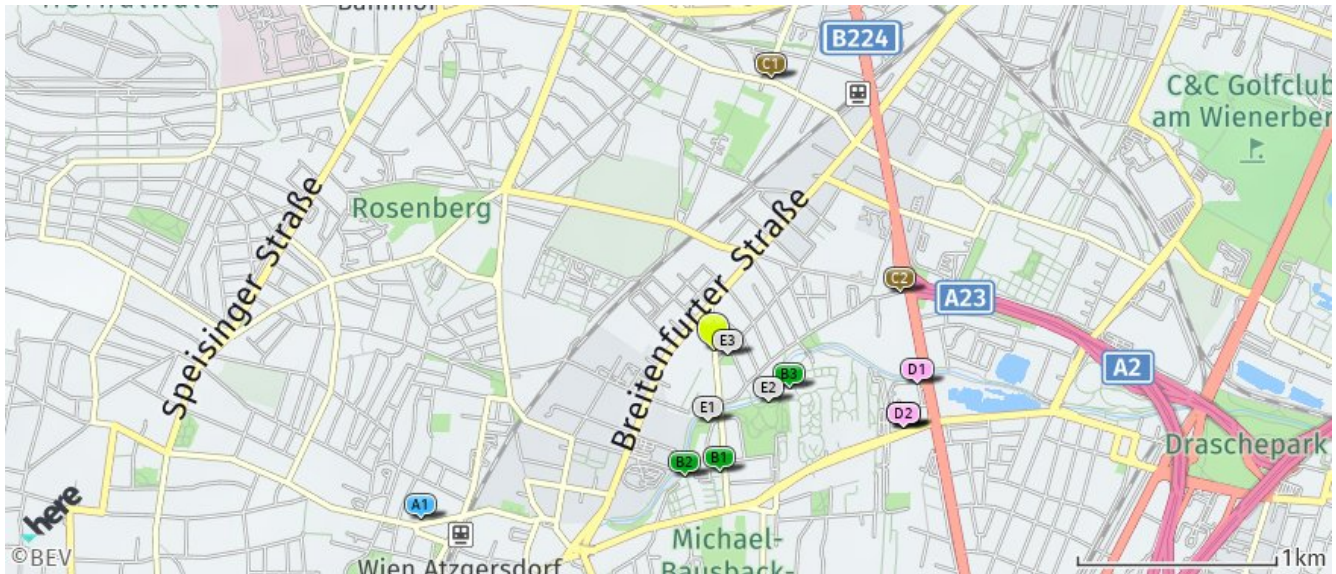 Bahnhof
B224
C1
C&C Golfclub
am Wienerber
Speisinger Straße
Rosenberg
Breitenfurter Straße
C2
A23
E3
A2
B3
D1
E2
E1
D2
B2
B1
Draschepark
A1
here
©BEV
Wien Atzgersdorf
Michael-
Bausback-
1km